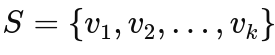 S = {v₁, v₂, …, vₖ}